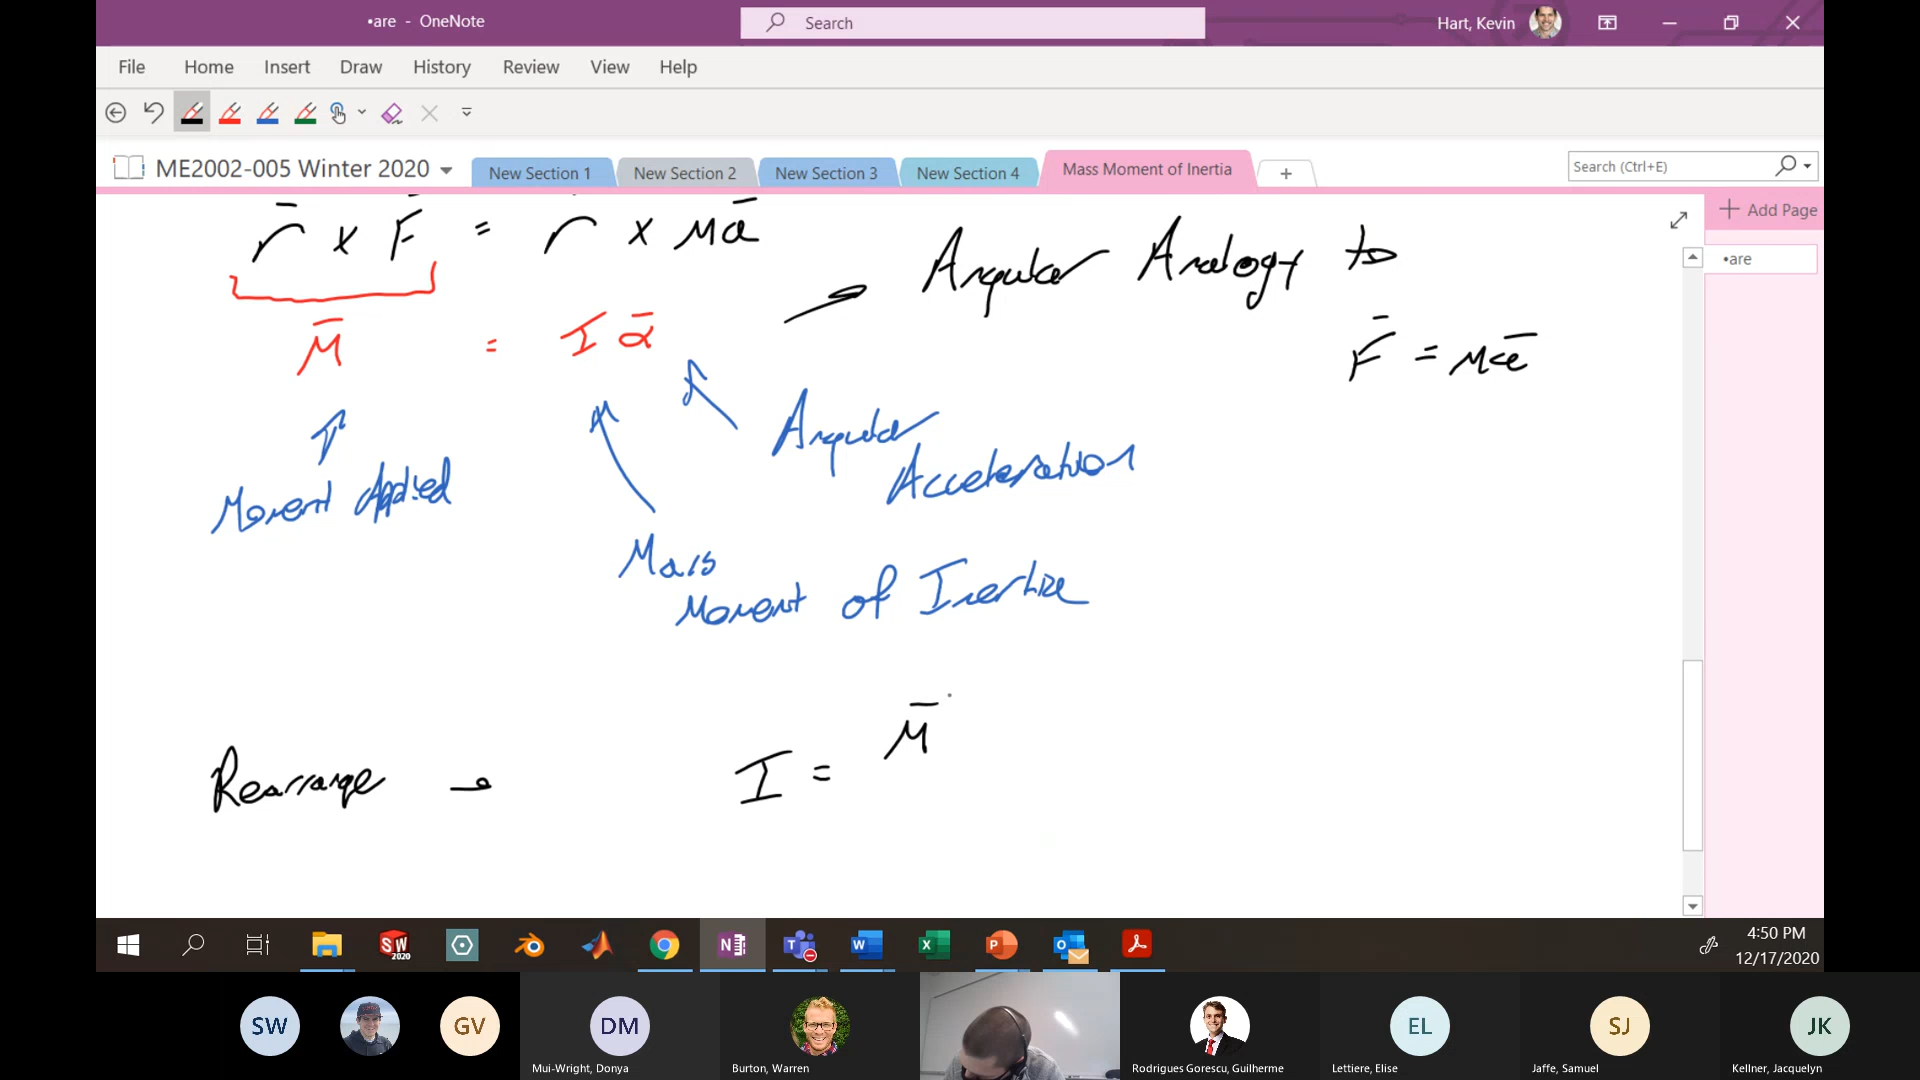 •are - OneNote
Search
Hart, Kevin
File Home Insert Draw History Review View Help
ME2002-005 Winter 2020
New Section 1
New Section 2
New Section 3
New Section 4
Mass Moment of Inertia
+
Search (Ctrl+E)
+ Add Page
•are
r̄ x F̄ = r̄ x mā
Angular Analogy to
F̄ = mā
M̄ = I ᾱ
Moment Applied
Angular
Acceleration
Mass
Moment of Inertia
Rearrange → I = M̄
SW 2020
4:50 PM
12/17/2020
SW
GV
DM
EL
SJ
JK
Mui-Wright, Donya
Burton, Warren
Rodrigues Gorescu, Guilherme
Lettiere, Elise
Jaffe, Samuel
Kellner, Jacquelyn